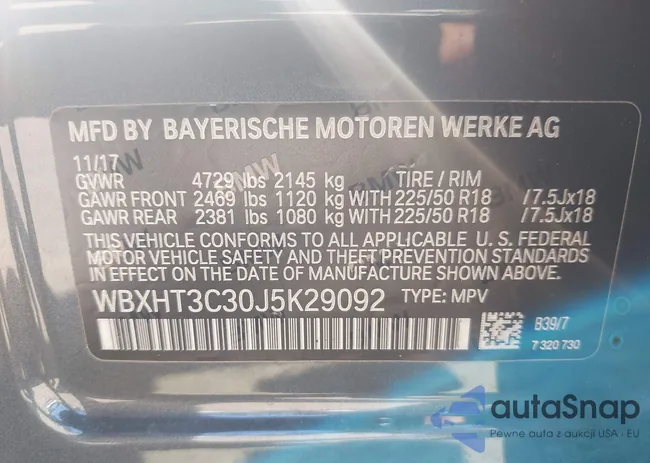 MFD BY BAYERISCHE MOTOREN WERKE AG
11/17
GVWR 4729 lbs 2145 kg TIRE / RIM
GAWR FRONT 2469 lbs 1120 kg WITH 225/50 R18 /7.5Jx18
GAWR REAR 2381 lbs 1080 kg WITH 225/50 R18 /7.5Jx18
THIS VEHICLE CONFORMS TO ALL APPLICABLE U. S. FEDERAL
MOTOR VEHICLE SAFETY AND THEFT PREVENTION STANDARDS
IN EFFECT ON THE DATE OF MANUFACTURE SHOWN ABOVE.
WBXHT3C30J5K29092 TYPE: MPV
B39/7
7 320 730
autaSnap
Pewne auta z aukcji USA - EU